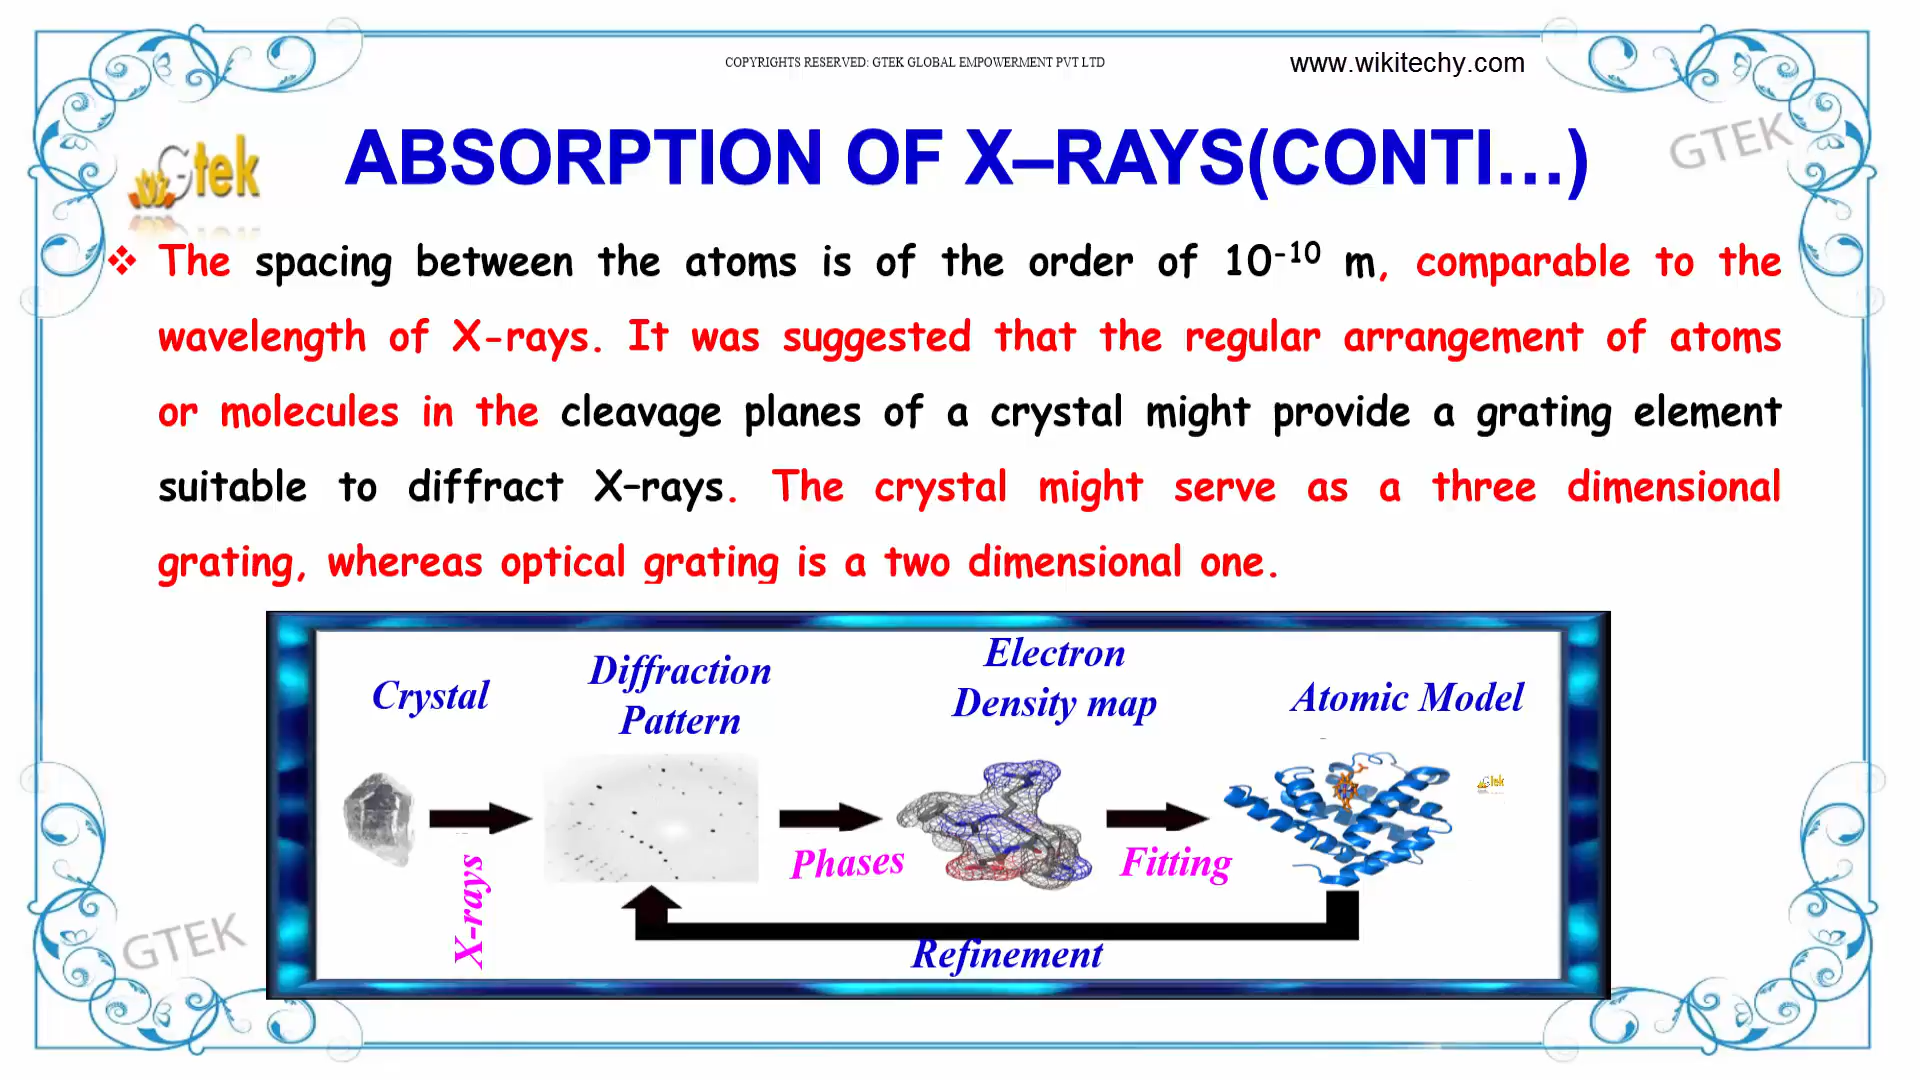 COPYRIGHTS RESERVED: GTEK GLOBAL EMPOWERMENT PVT LTD
www.wikitechy.com
GTEK
Gtek
ABSORPTION OF X–RAYS(CONTI...)
❖ The spacing between the atoms is of the order of 10⁻¹⁰ m, comparable to the
wavelength of X-rays. It was suggested that the regular arrangement of atoms
or molecules in the cleavage planes of a crystal might provide a grating element
suitable to diffract X–rays. The crystal might serve as a three dimensional
grating, whereas optical grating is a two dimensional one.
Crystal
Diffraction
Pattern
Electron
Density map
Atomic Model
Gtek
X-rays
Phases
Fitting
Refinement
GTEK
GTEK